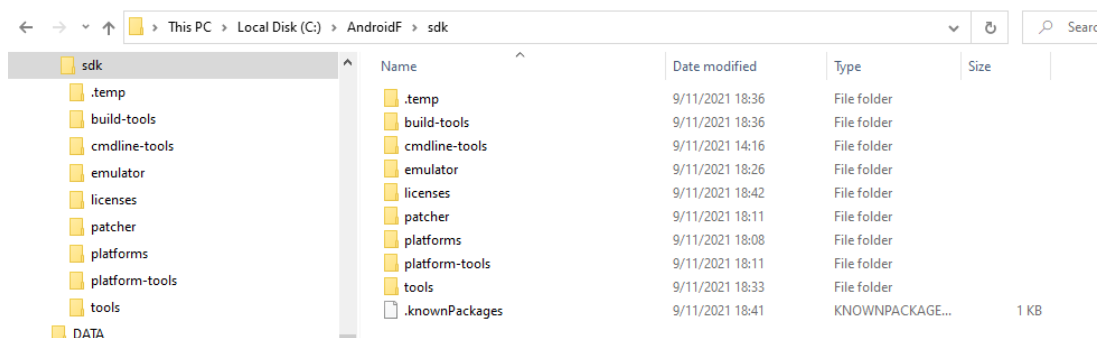 This PC > Local Disk (C:) > AndroidF > sdk
sdk
.temp
build-tools
cmdline-tools
emulator
licenses
patcher
platforms
platform-tools
tools
DATA
Name Date modified Type Size
.temp 9/11/2021 18:36 File folder
build-tools 9/11/2021 18:36 File folder
cmdline-tools 9/11/2021 14:16 File folder
emulator 9/11/2021 18:26 File folder
licenses 9/11/2021 18:42 File folder
patcher 9/11/2021 18:11 File folder
platforms 9/11/2021 18:08 File folder
platform-tools 9/11/2021 18:11 File folder
tools 9/11/2021 18:33 File folder
.knownPackages 9/11/2021 18:41 KNOWNPACKAGE... 1 KB